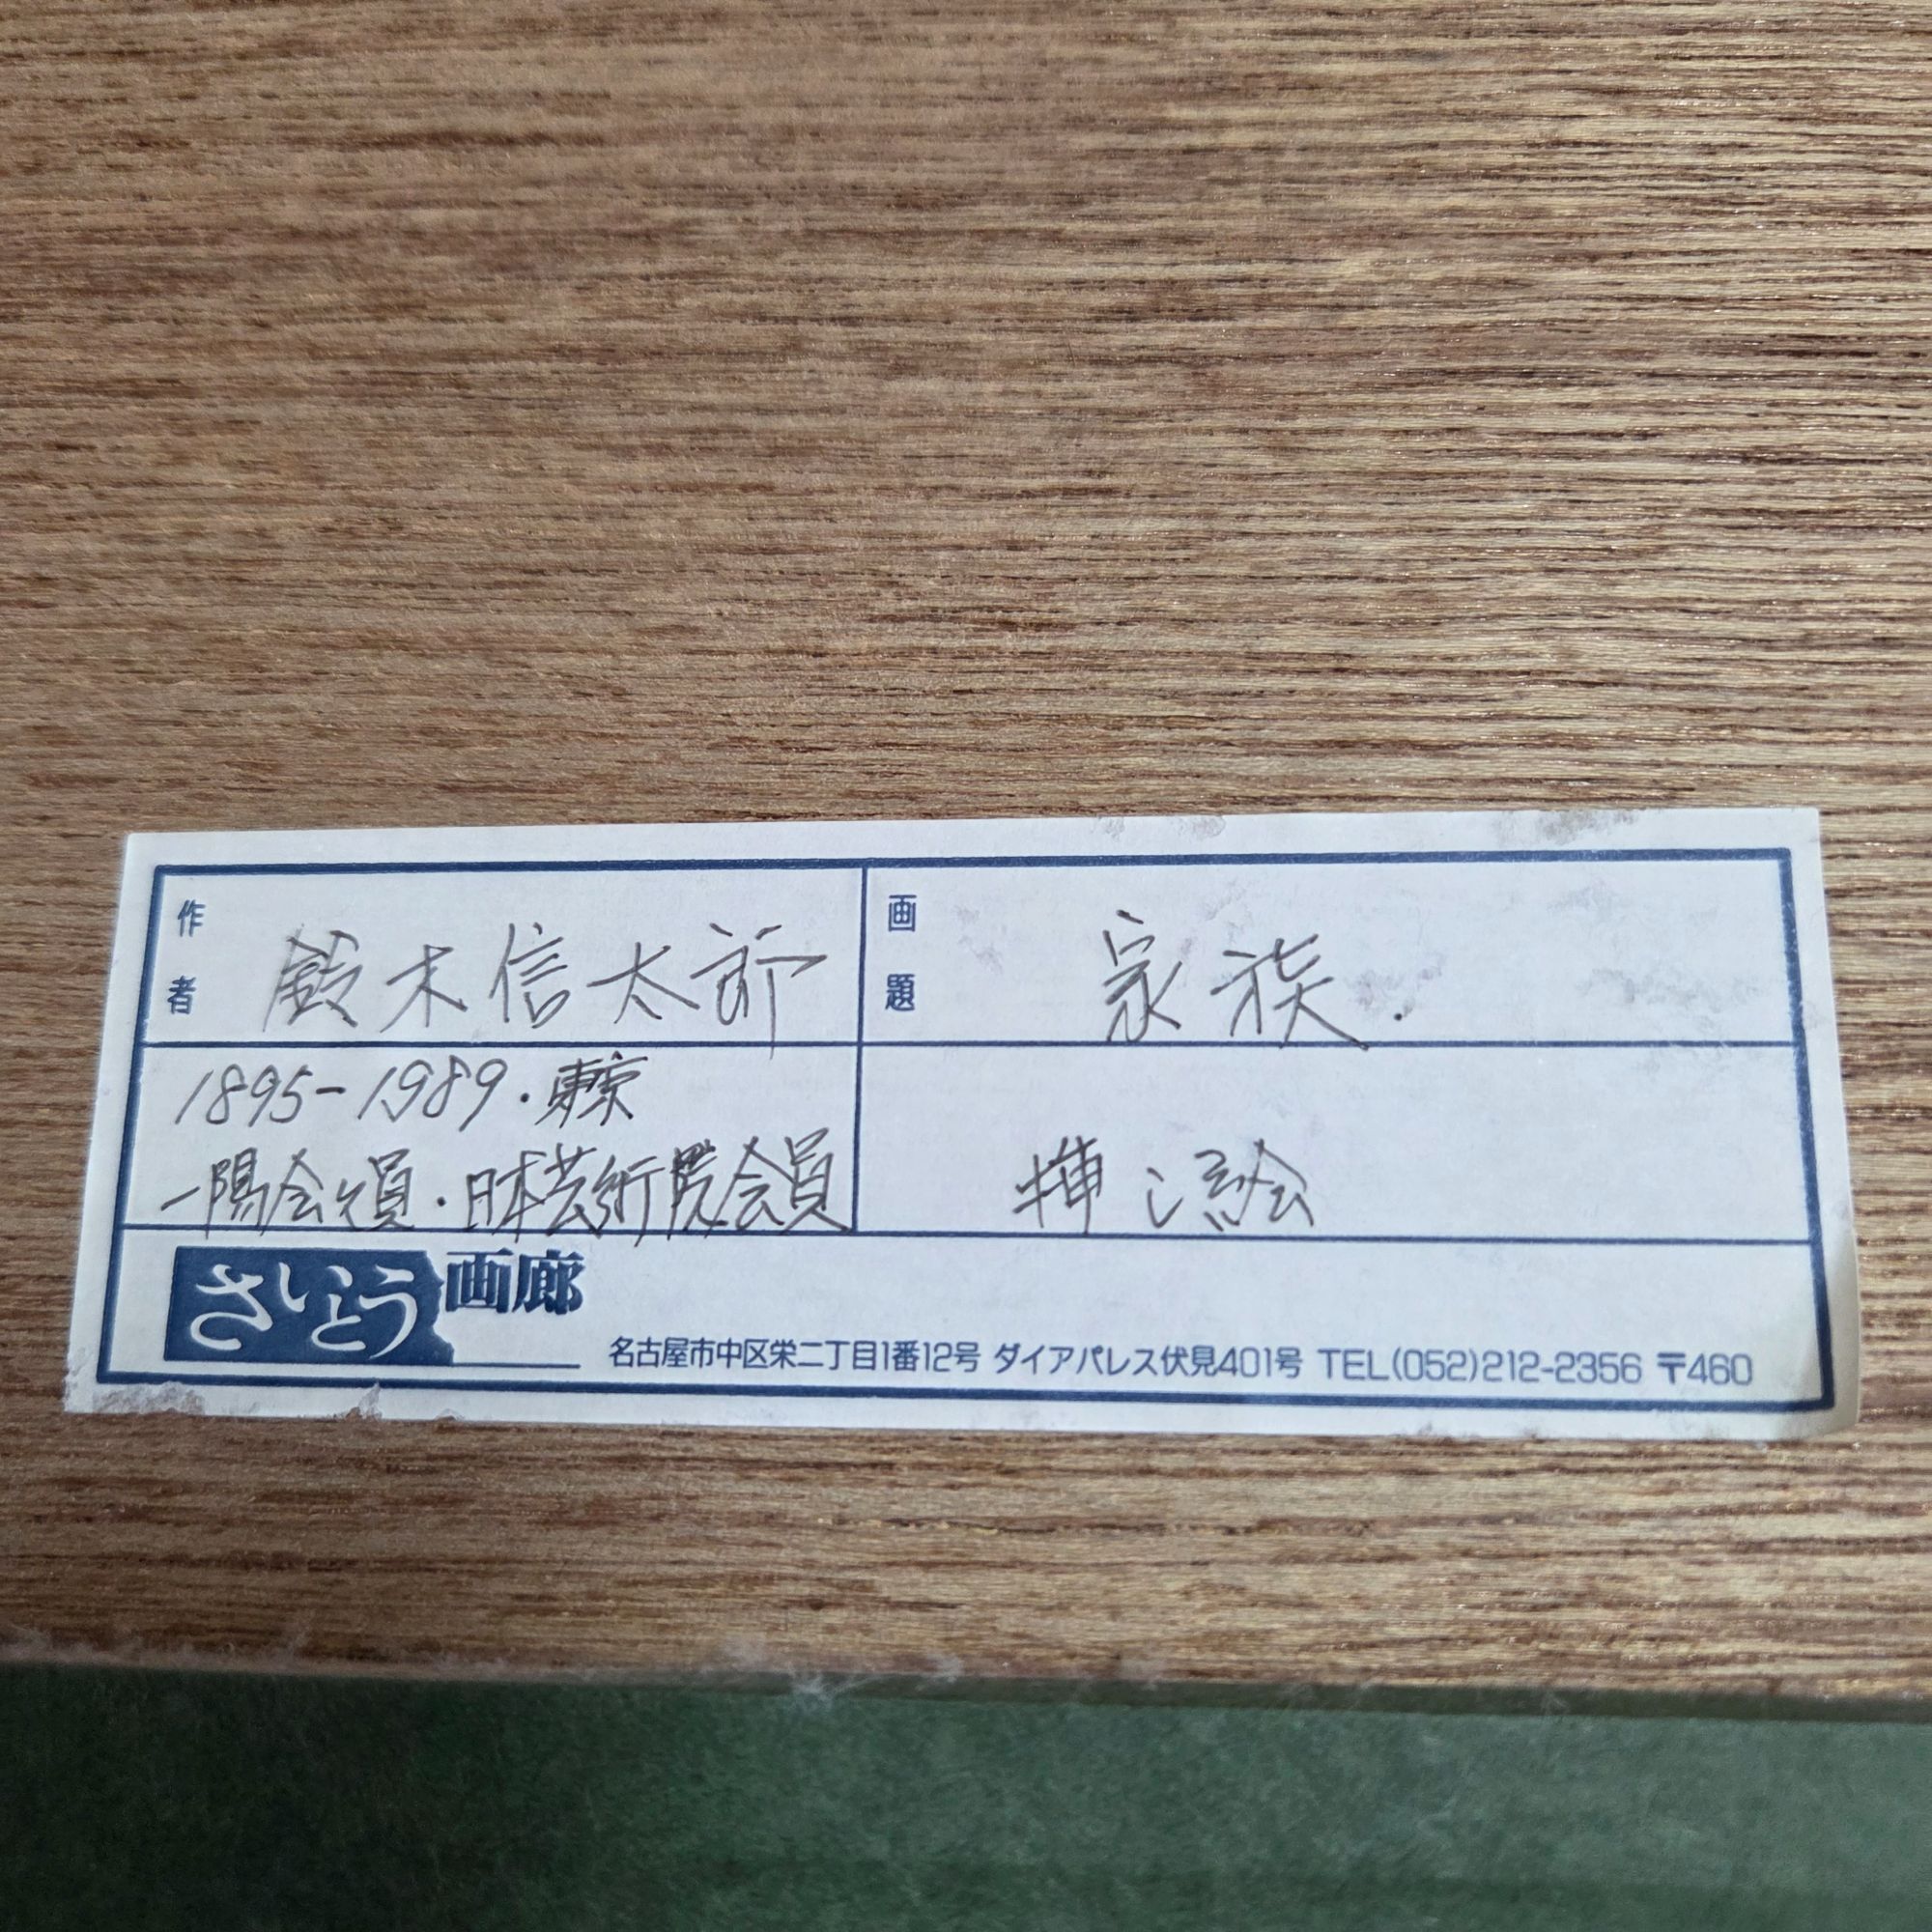 作者 鈴木信太郎
画題 家族.
1895-1989.東京
一陽会々員.日本芸術院会員
さいとう画廊
名古屋市中区栄二丁目1番12号 ダイアパレス伏見401号 TEL(052)212-2356 〒460